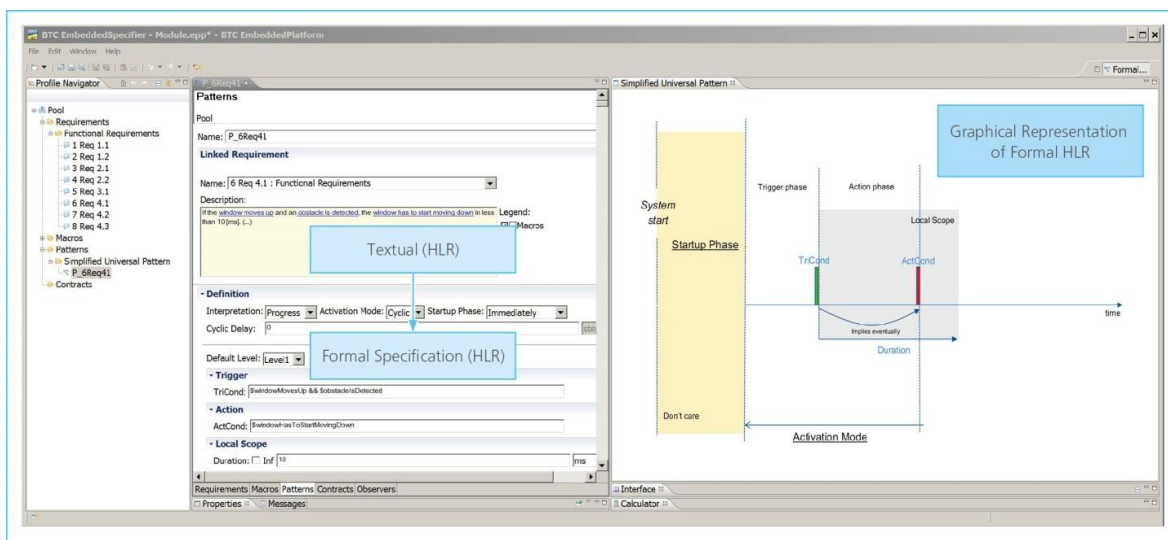 BTC EmbeddedSpecifier - Module.epp* - BTC EmbeddedPlatform
File Edit Window Help
Formal...
Profile Navigator
Pool
Requirements
Functional Requirements
1 Req 1.1
2 Req 1.2
3 Req 2.1
4 Req 2.2
5 Req 3.1
6 Req 4.1
7 Req 4.2
8 Req 4.3
Macros
Patterns
Simplified Universal Pattern
P_6Req41
Contracts
P_6Req41
Patterns
Pool
Name: P_6Req41
Linked Requirement
Name: 6 Req 4.1 : Functional Requirements
Description:
If the window moves up and an ostacle is detected, the window has to start moving down in less
than 10 [ms]. (...)
Legend:
Macros
Textual (HLR)
Definition
Interpretation: Progress Activation Mode: Cyclic Startup Phase: Immediately
Cyclic Delay: 0 ste
Default Level: Level1
Formal Specification (HLR)
Trigger
TriCond: $windowMovesUp && $obstacleIsDetected
Action
ActCond: $windowHasToStartMovingDown
Local Scope
Duration: Inf 10 ms
Requirements Macros Patterns Contracts Observers
Properties Messages
Simplified Universal Pattern
Graphical Representation
of Formal HLR
Trigger phase Action phase
System
start
Local Scope
Startup Phase
TriCond ActCond
time
Implies eventually
Duration
Don't care
Activation Mode
Interface
Calculator